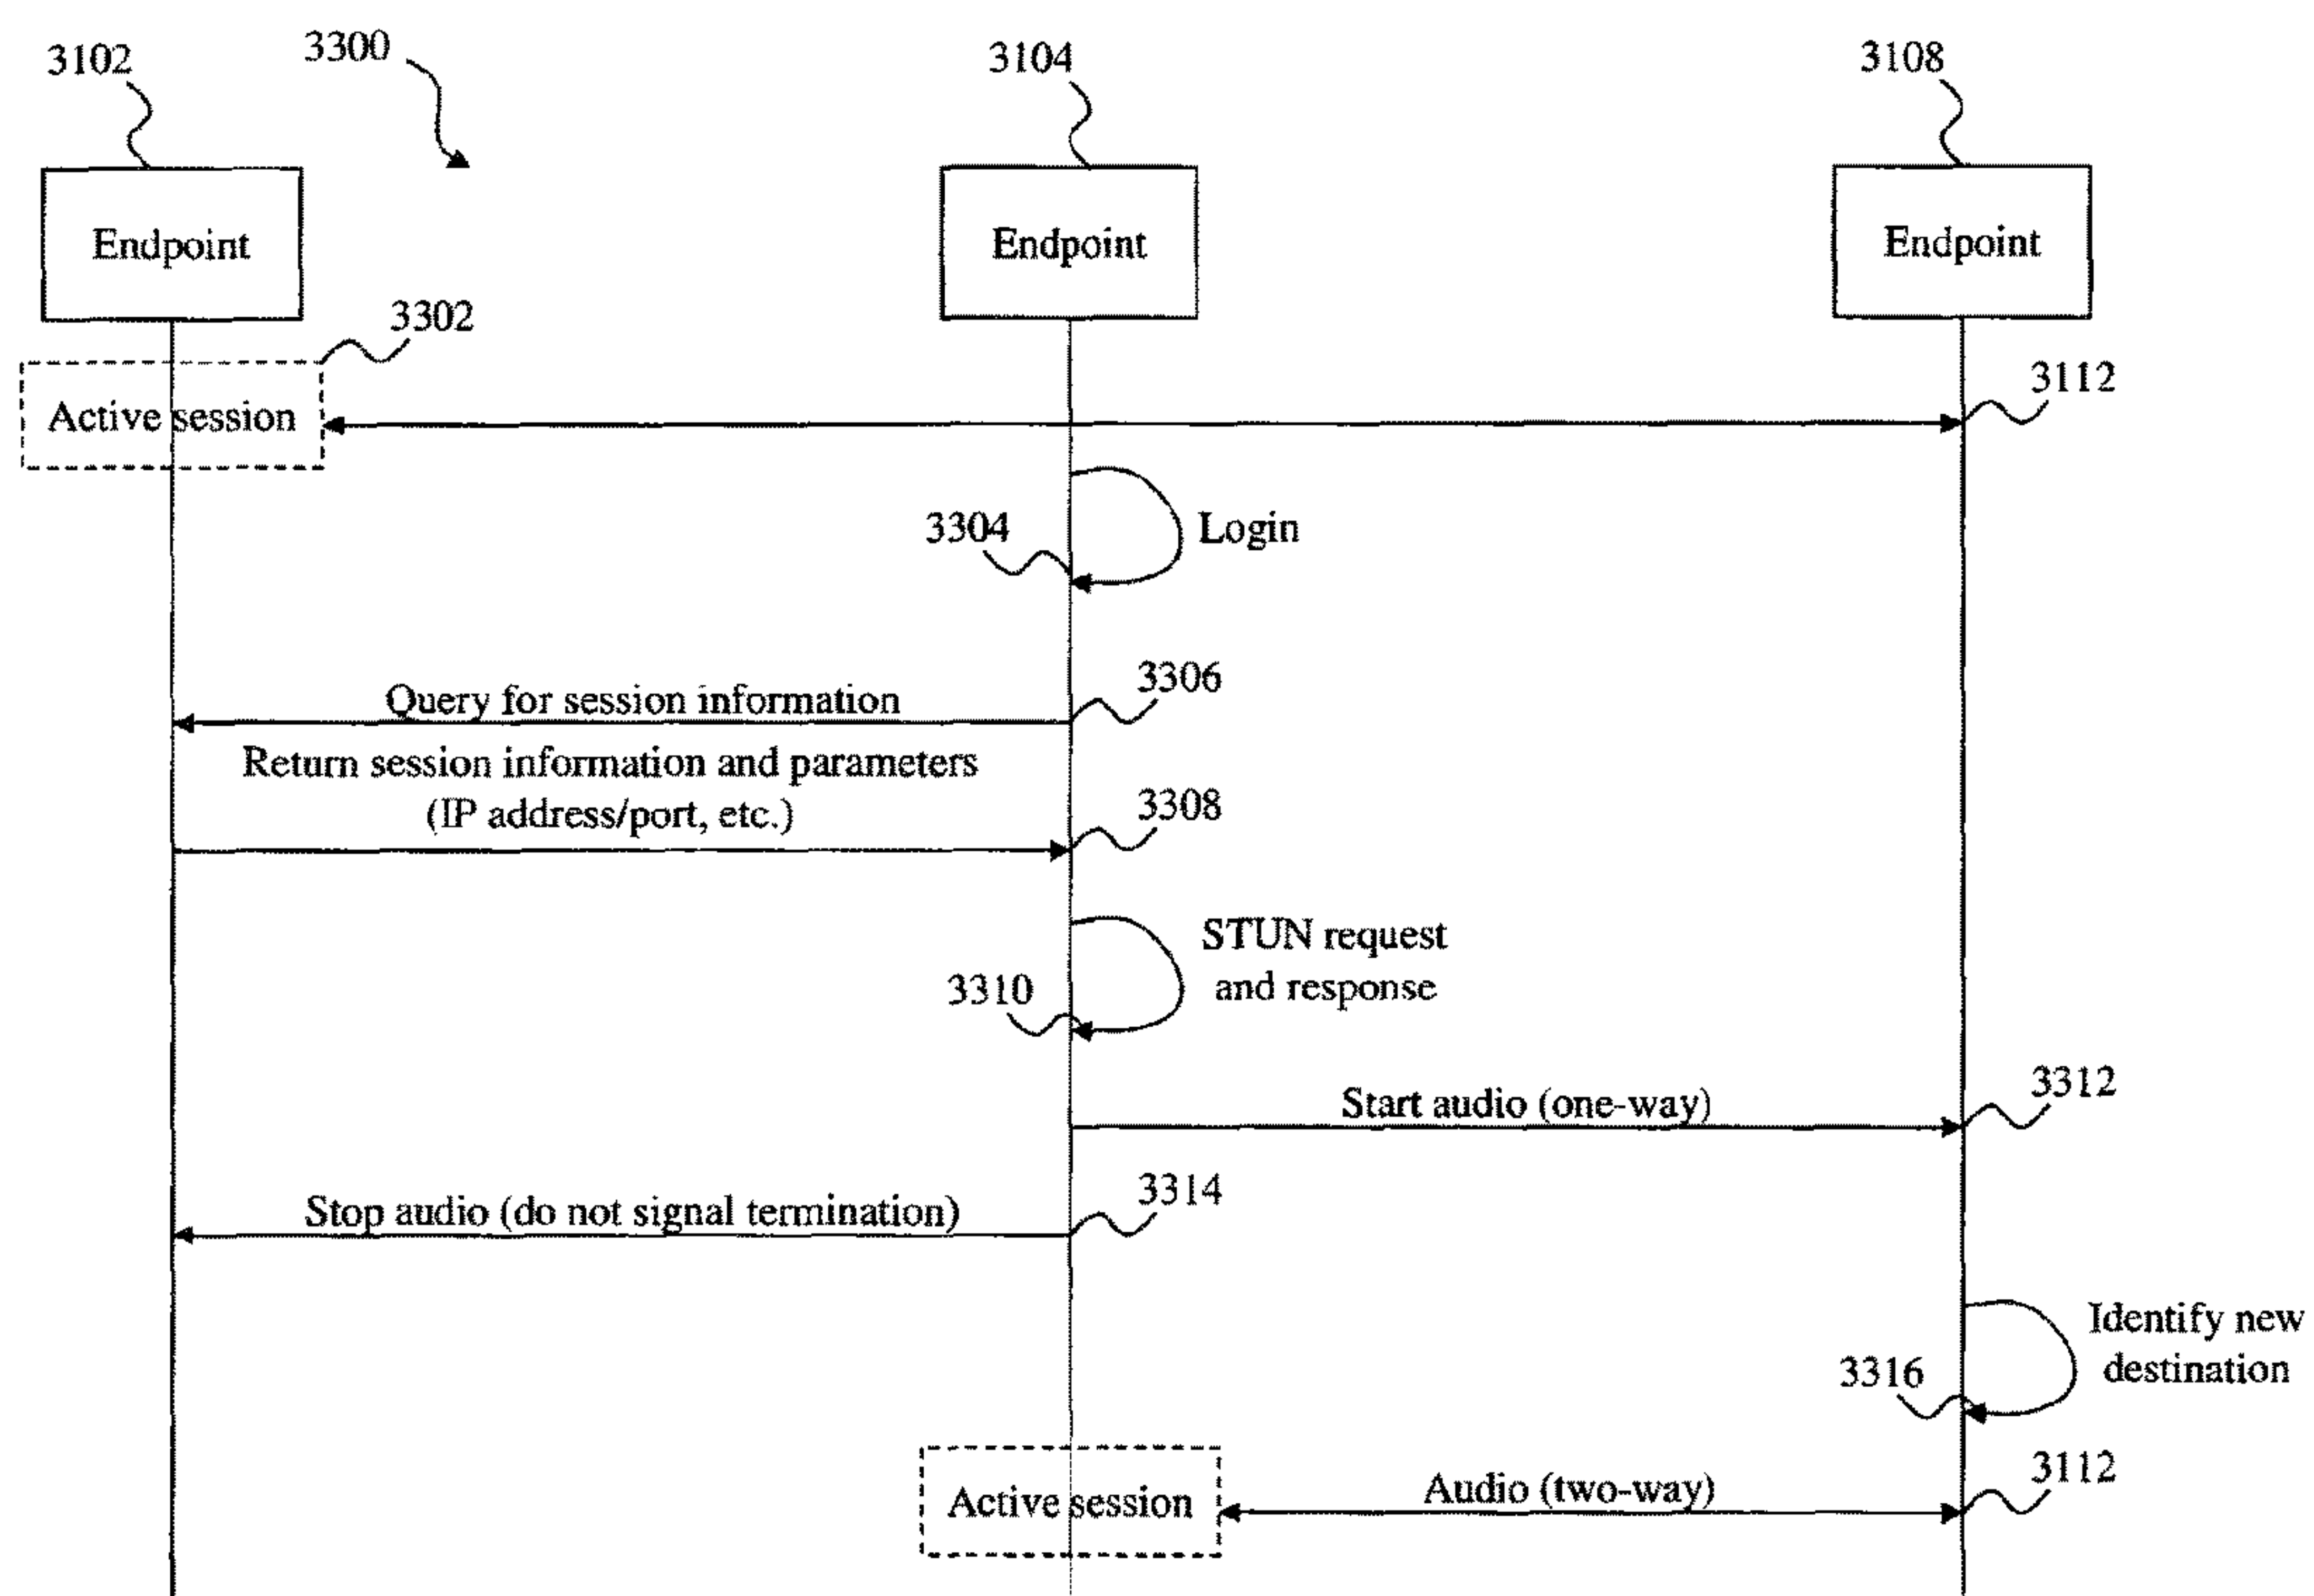 3102
3300
3104
3108
Endpoint
Endpoint
Endpoint
3302
Active session
3112
3304
Login
3306
Query for session information
Return session information and parameters
(IP address/port, etc.)
3308
STUN request
and response
3310
3312
Start audio (one-way)
3314
Stop audio (do not signal termination)
Identify new
destination
3316
3112
Active session
Audio (two-way)